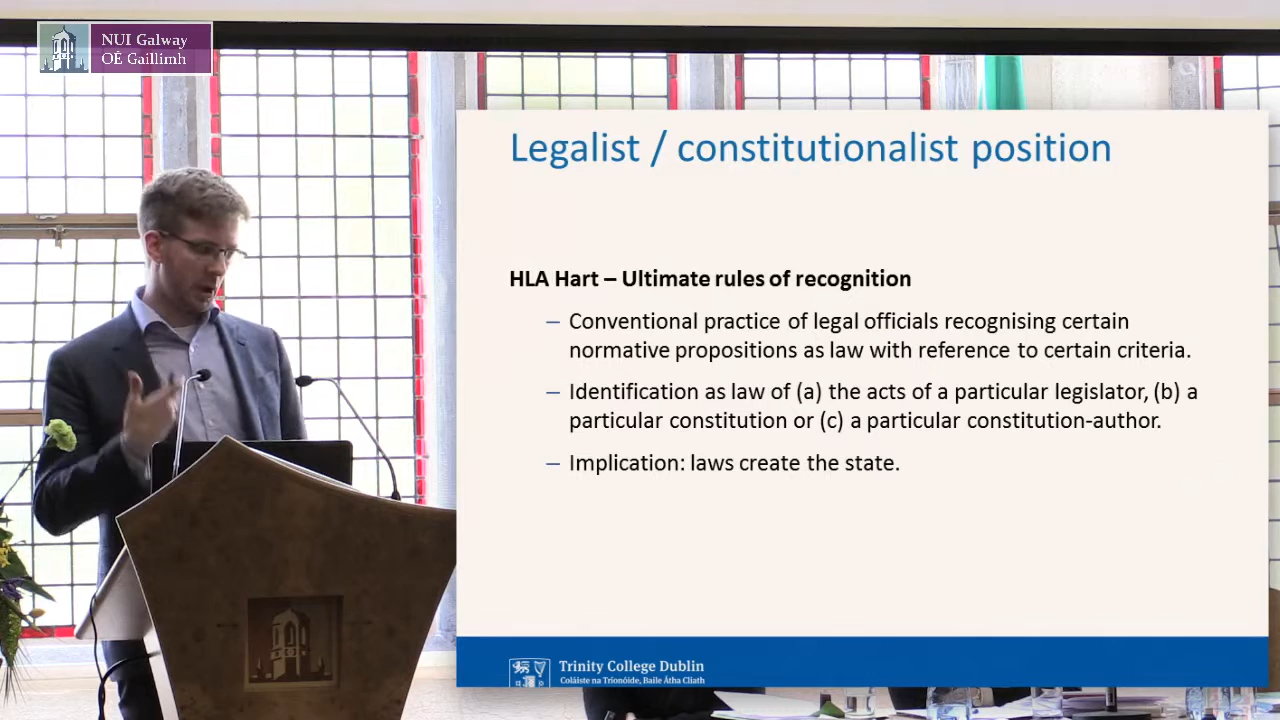 NUI Galway
OÉ Gaillimh
Legalist / constitutionalist position
HLA Hart – Ultimate rules of recognition
– Conventional practice of legal officials recognising certain
normative propositions as law with reference to certain criteria.
– Identification as law of (a) the acts of a particular legislator, (b) a
particular constitution or (c) a particular constitution-author.
– Implication: laws create the state.
Trinity College Dublin
Coláiste na Tríonóide, Baile Átha Cliath